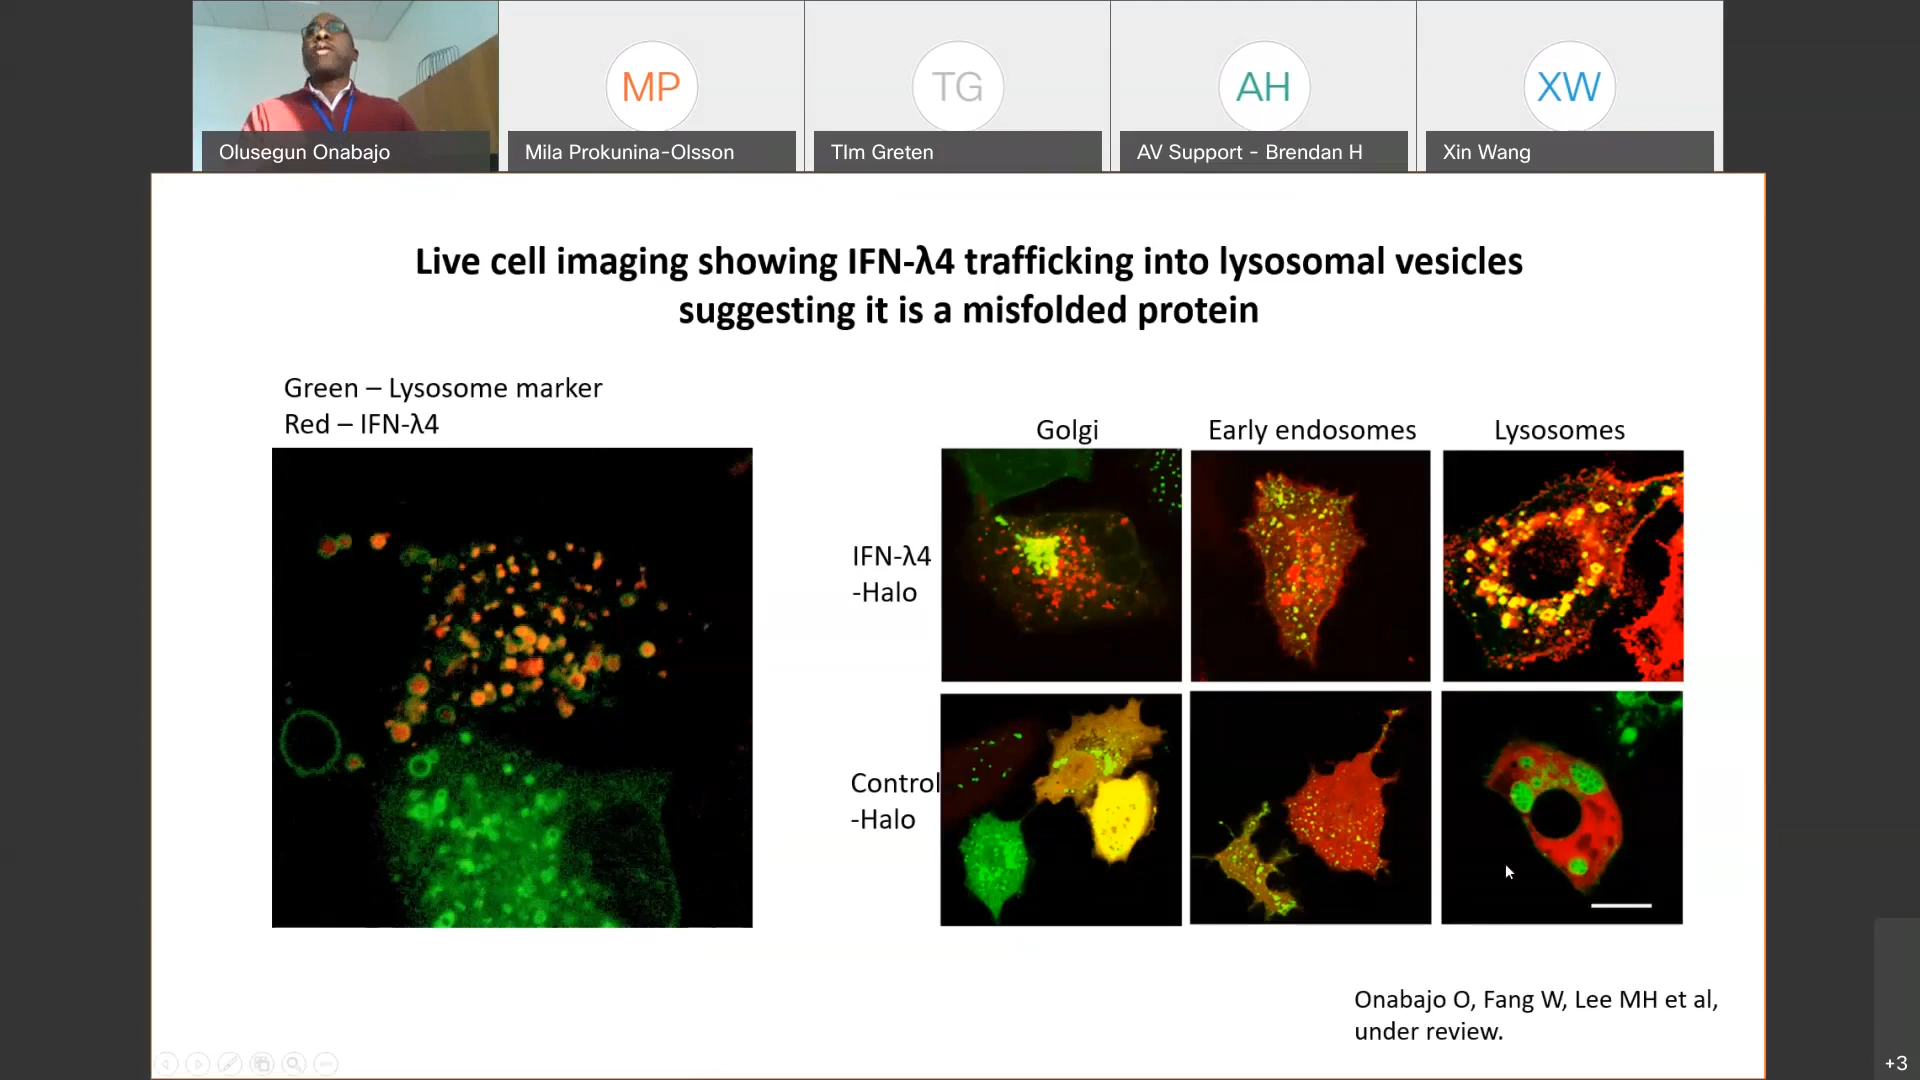 MP
TG
AH
XW
Olusegun Onabajo
Mila Prokunina-Olsson
TIm Greten
AV Support - Brendan H
Xin Wang
Live cell imaging showing IFN-λ4 trafficking into lysosomal vesicles
suggesting it is a misfolded protein
Green – Lysosome marker
Red – IFN-λ4
Golgi
Early endosomes
Lysosomes
IFN-λ4
-Halo
Control
-Halo
Onabajo O, Fang W, Lee MH et al,
under review.
+3